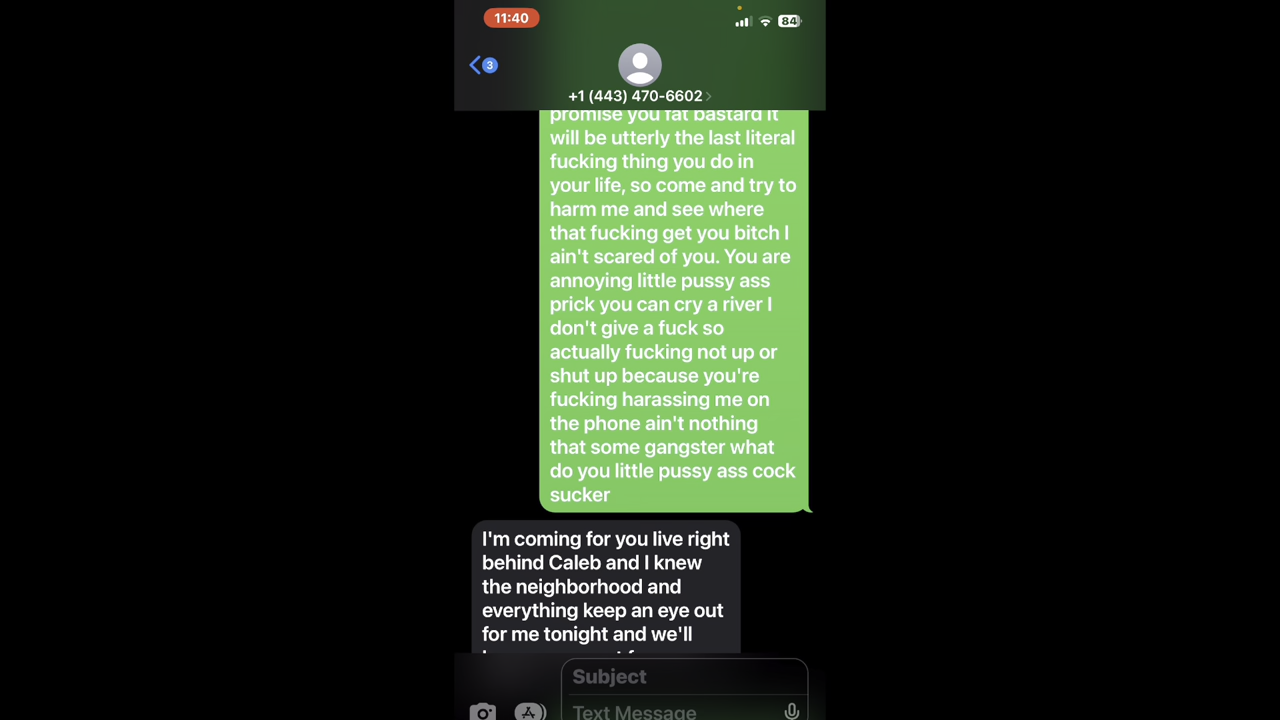 11:40
84
3
+1 (443) 470-6602
promise you fat bastard it
will be utterly the last literal
fucking thing you do in
your life, so come and try to
harm me and see where
that fucking get you bitch I
ain't scared of you. You are
annoying little pussy ass
prick you can cry a river I
don't give a fuck so
actually fucking not up or
shut up because you're
fucking harassing me on
the phone ain't nothing
that some gangster what
do you little pussy ass cock
sucker
I'm coming for you live right
behind Caleb and I knew
the neighborhood and
everything keep an eye out
for me tonight and we'll
Subject
Text Message